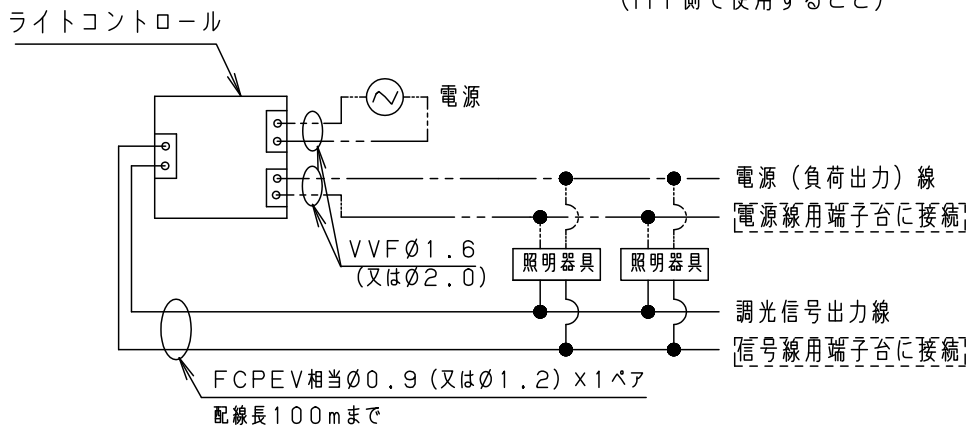 ライトコントロール
電源
電源（負荷出力）線
電源線用端子台に接続
VVFØ1.6
（又はØ2.0）
照明器具
照明器具
調光信号出力線
信号線用端子台に接続
FCPEV相当Ø0.9（又はØ1.2）×1ペア
配線長100mまで